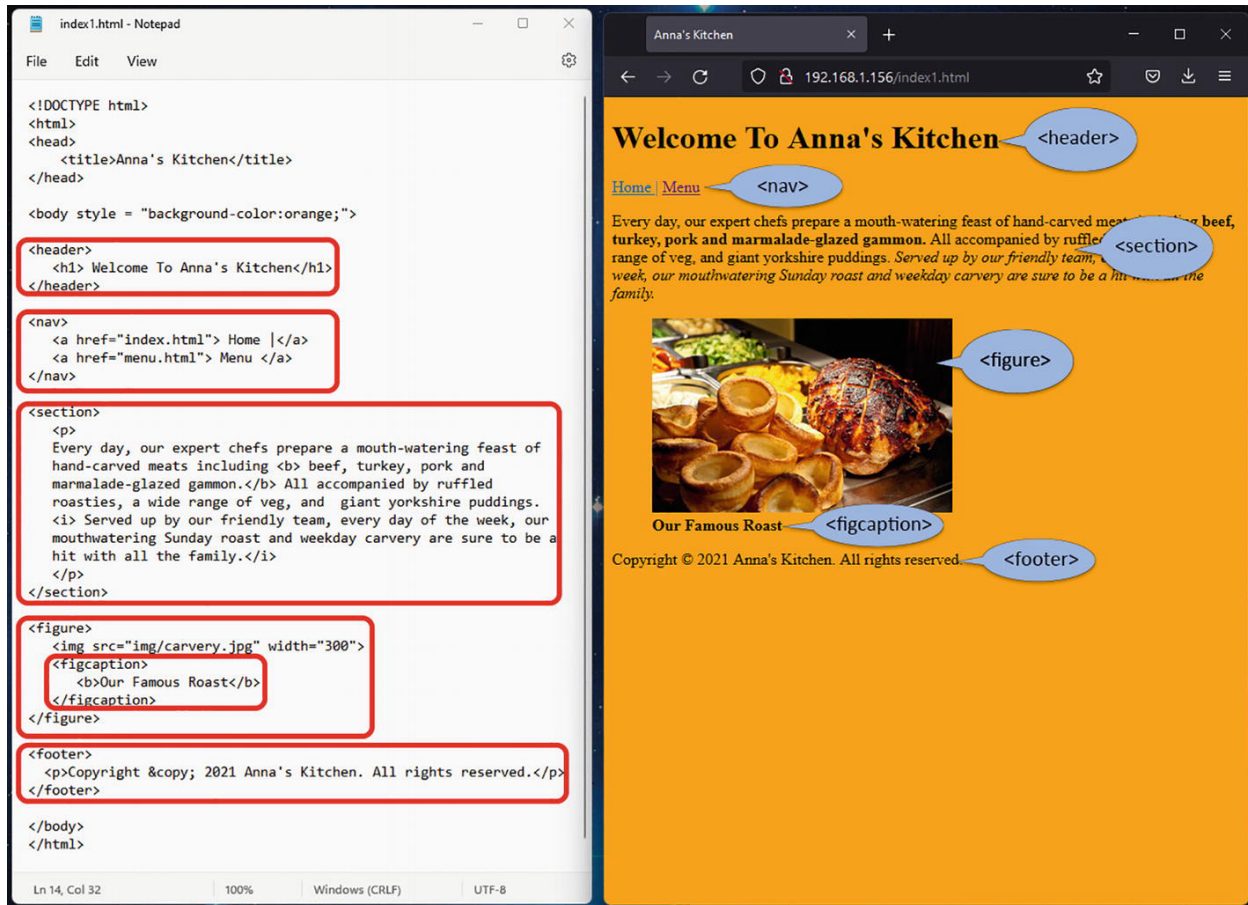 index1.html - Notepad
File Edit View
<!DOCTYPE html>
<html>
<head>
<title>Anna's Kitchen</title>
</head>
<body style = "background-color:orange;">
<header>
<h1> Welcome To Anna's Kitchen</h1>
</header>
<nav>
<a href="index.html"> Home |</a>
<a href="menu.html"> Menu </a>
</nav>
<section>
<p>
Every day, our expert chefs prepare a mouth-watering feast of
hand-carved meats including <b> beef, turkey, pork and
marmalade-glazed gammon.</b> All accompanied by ruffled
roasties, a wide range of veg, and  giant yorkshire puddings.
<i> Served up by our friendly team, every day of the week, our
mouthwatering Sunday roast and weekday carvery are sure to be a
hit with all the family.</i>
</p>
</section>
<figure>
<img src="img/carvery.jpg" width="300">
<figcaption>
<b>Our Famous Roast</b>
</figcaption>
</figure>
<footer>
<p>Copyright &copy; 2021 Anna's Kitchen. All rights reserved.</p>
</footer>
</body>
</html>
Ln 14, Col 32 100% Windows (CRLF) UTF-8
Anna's Kitchen
192.168.1.156/index1.html
Welcome To Anna's Kitchen <header>
Home | Menu <nav>
Every day, our expert chefs prepare a mouth-watering feast of hand-carved beef,
turkey, pork and marmalade-glazed gammon. All accompanied by ruffled <section>
range of veg, and giant yorkshire puddings. Served up by our friendly team,
week, our mouthwatering Sunday roast and weekday carvery are sure to be a the
family.
<figure>
Our Famous Roast <figcaption>
Copyright © 2021 Anna's Kitchen. All rights reserved. <footer>